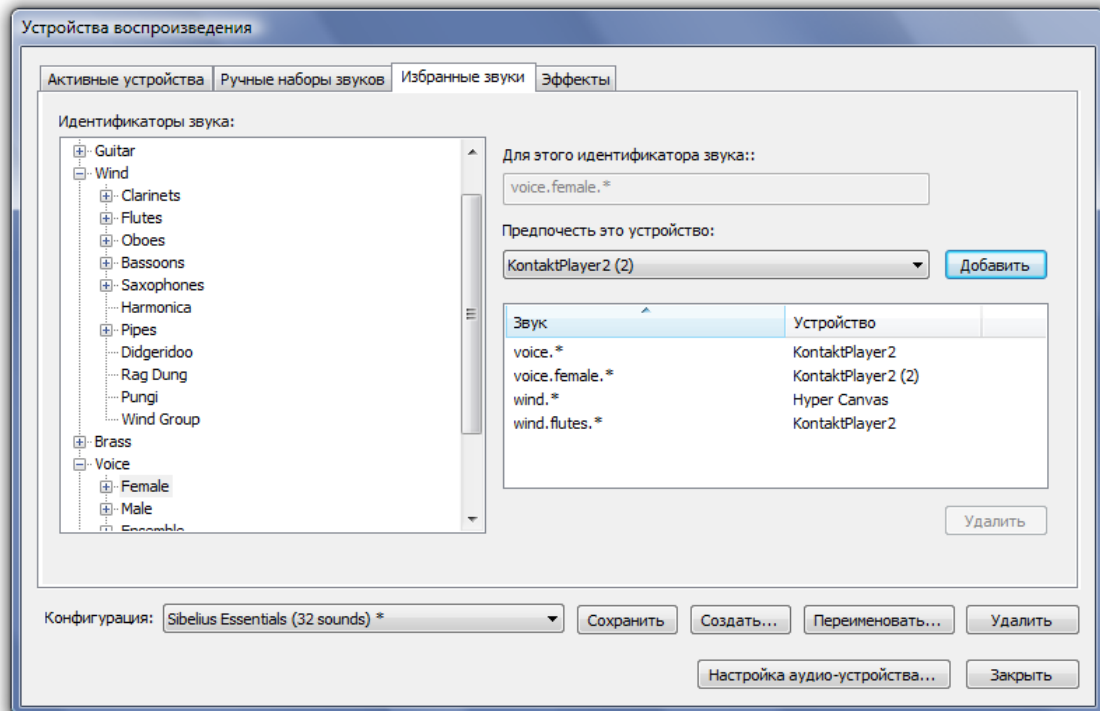 Устройства воспроизведения
Активные устройства Ручные наборы звуков Избранные звуки Эффекты
Идентификаторы звука:
Guitar
Wind
Clarinets
Flutes
Oboes
Bassoons
Saxophones
Harmonica
Pipes
Didgeridoo
Rag Dung
Pungi
Wind Group
Brass
Voice
Female
Male
Ensemble
Для этого идентификатора звука::
voice.female.*
Предпочесть это устройство:
KontaktPlayer2 (2) Добавить
Звук Устройство
voice.* KontaktPlayer2
voice.female.* KontaktPlayer2 (2)
wind.* Hyper Canvas
wind.flutes.* KontaktPlayer2
Удалить
Конфигурация: Sibelius Essentials (32 sounds) * Сохранить Создать... Переименовать... Удалить
Настройка аудио-устройства... Закрыть